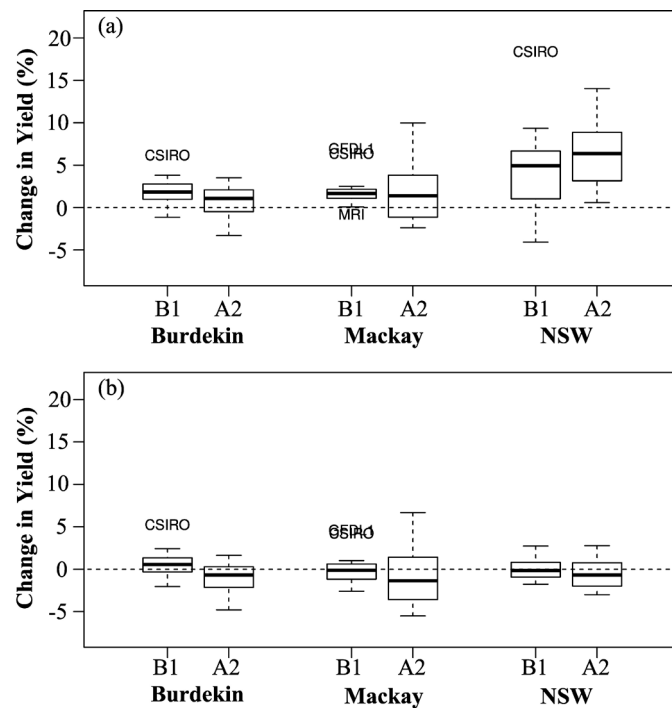 (a)
Change in Yield (%)
20
15
10
5
0
-5
CSIRO
GFDL1
CSIRO
MRI
CSIRO
B1 A2 B1 A2 B1 A2
Burdekin Mackay NSW
(b)
Change in Yield (%)
20
15
10
5
0
-5
CSIRO
GFDL1
CSIRO
B1 A2 B1 A2 B1 A2
Burdekin Mackay NSW